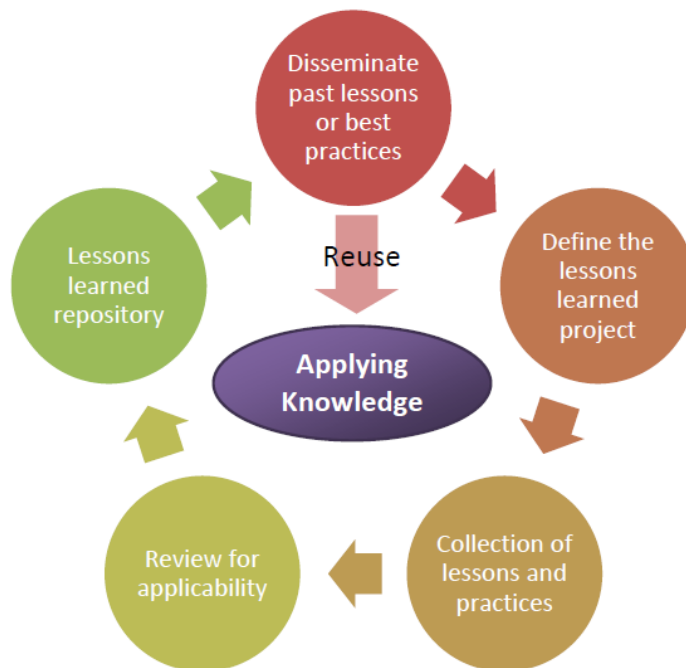 Disseminate
past lessons
or best
practices
Define the
lessons
learned
project
Collection of
lessons and
practices
Review for
applicability
Lessons
learned
repository
Reuse
Applying
Knowledge